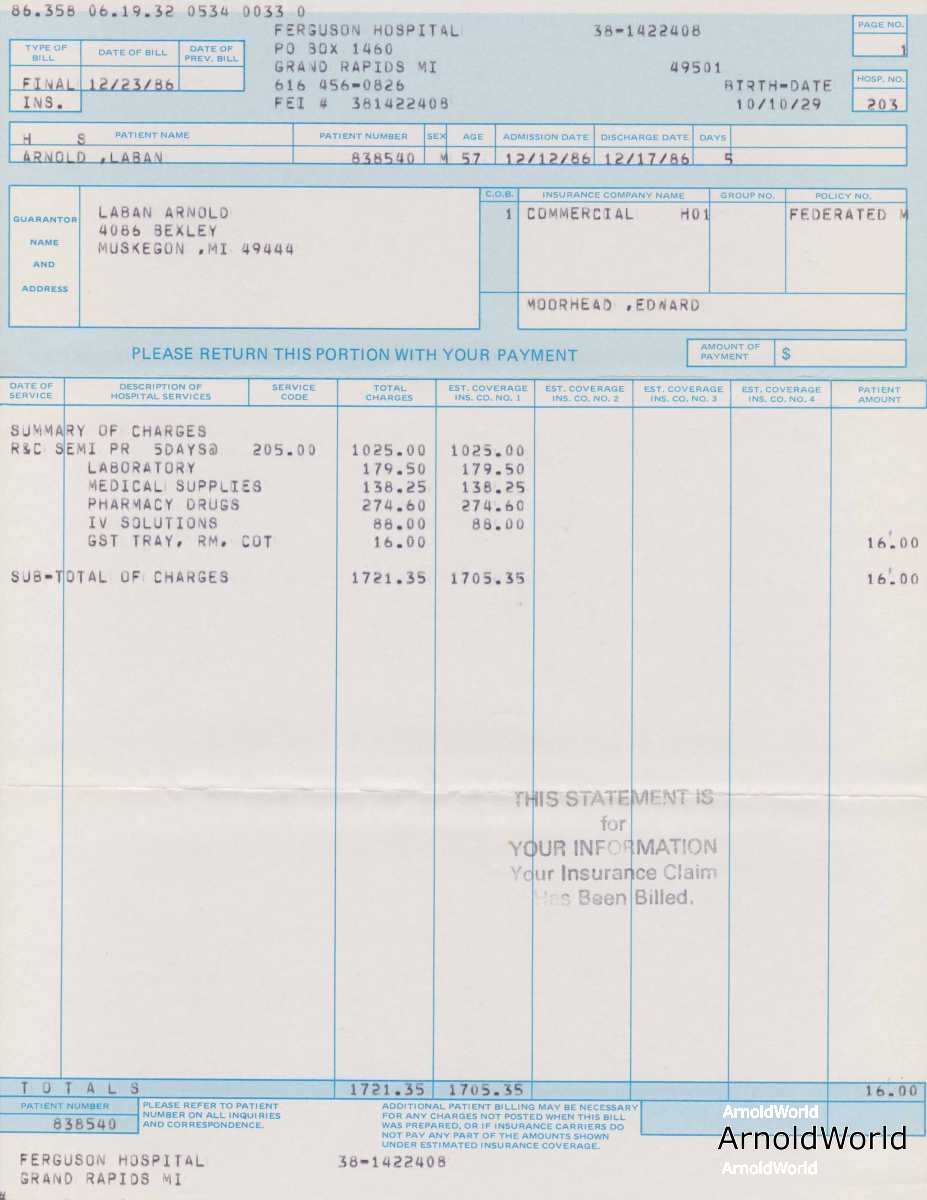 86.358 06.19.32 0534 0033 0
FERGUSON HOSPITAL 38-1422408
PO BOX 1460
GRAND RAPIDS MI 49501
616 456-0826 BIRTH-DATE
FEI # 381422408 10/10/29
PAGE NO.
1
HOSP. NO.
203
TYPE OF BILL DATE OF BILL DATE OF PREV. BILL
FINAL 12/23/86
INS.
H S PATIENT NAME PATIENT NUMBER SEX AGE ADMISSION DATE DISCHARGE DATE DAYS
ARNOLD ,LABAN 838540 M 57 12/12/86 12/17/86 5
GUARANTOR
NAME
AND
ADDRESS
LABAN ARNOLD
4086 BEXLEY
MUSKEGON ,MI 49444
C.O.B. INSURANCE COMPANY NAME GROUP NO. POLICY NO.
1 COMMERCIAL H01 FEDERATED M
MOORHEAD ,EDWARD
PLEASE RETURN THIS PORTION WITH YOUR PAYMENT
AMOUNT OF PAYMENT $
DATE OF SERVICE DESCRIPTION OF HOSPITAL SERVICES SERVICE CODE TOTAL CHARGES EST. COVERAGE INS. CO. NO. 1 EST. COVERAGE INS. CO. NO. 2 EST. COVERAGE INS. CO. NO. 3 EST. COVERAGE INS. CO. NO. 4 PATIENT AMOUNT
SUMMARY OF CHARGES
R&C SEMI PR 5DAYS@ 205.00 1025.00 1025.00
LABORATORY 179.50 179.50
MEDICAL SUPPLIES 138.25 138.25
PHARMACY DRUGS 274.60 274.60
IV SOLUTIONS 88.00 88.00
GST TRAY, RM, COT 16.00 16.00
SUB-TOTAL OF CHARGES 1721.35 1705.35 16.00
THIS STATEMENT IS
for
YOUR INFORMATION
Your Insurance Claim
Has Been Billed.
TOTALS 1721.35 1705.35 16.00
PATIENT NUMBER
838540
PLEASE REFER TO PATIENT
NUMBER ON ALL INQUIRIES
AND CORRESPONDENCE.
ADDITIONAL PATIENT BILLING MAY BE NECESSARY
FOR ANY CHARGES NOT POSTED WHEN THIS BILL
WAS PREPARED, OR IF INSURANCE CARRIERS DO
NOT PAY ANY PART OF THE AMOUNTS SHOWN
UNDER ESTIMATED INSURANCE COVERAGE.
ArnoldWorld
ArnoldWorld
ArnoldWorld
FERGUSON HOSPITAL 38-1422408
GRAND RAPIDS MI